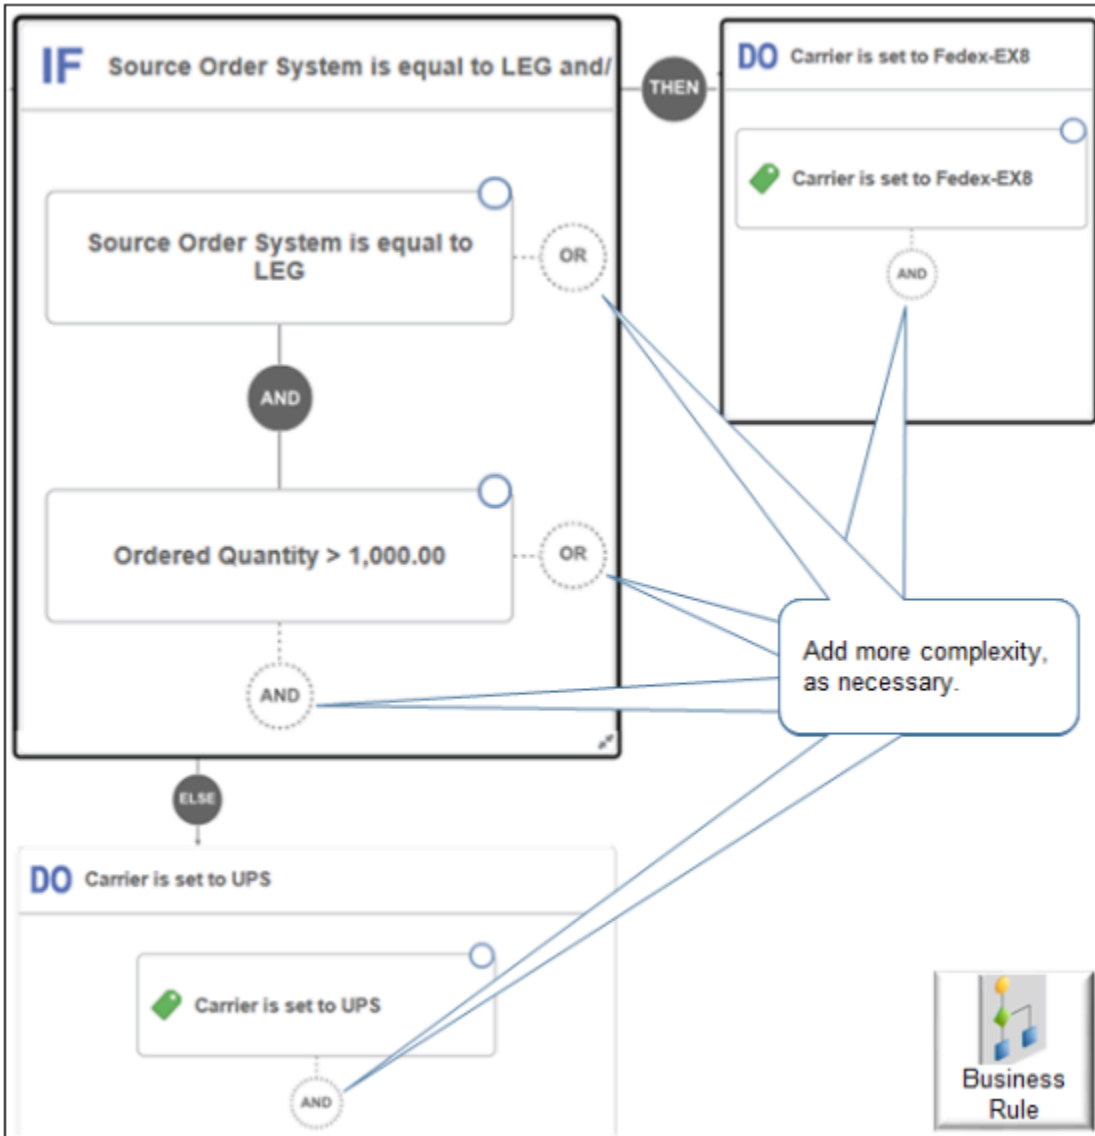 IF Source Order System is equal to LEG and/
THEN
DO Carrier is set to Fedex-EX8
Carrier is set to Fedex-EX8
AND
Source Order System is equal to
LEG
OR
AND
Ordered Quantity > 1,000.00
OR
AND
Add more complexity,
as necessary.
ELSE
DO Carrier is set to UPS
Carrier is set to UPS
AND
Business
Rule